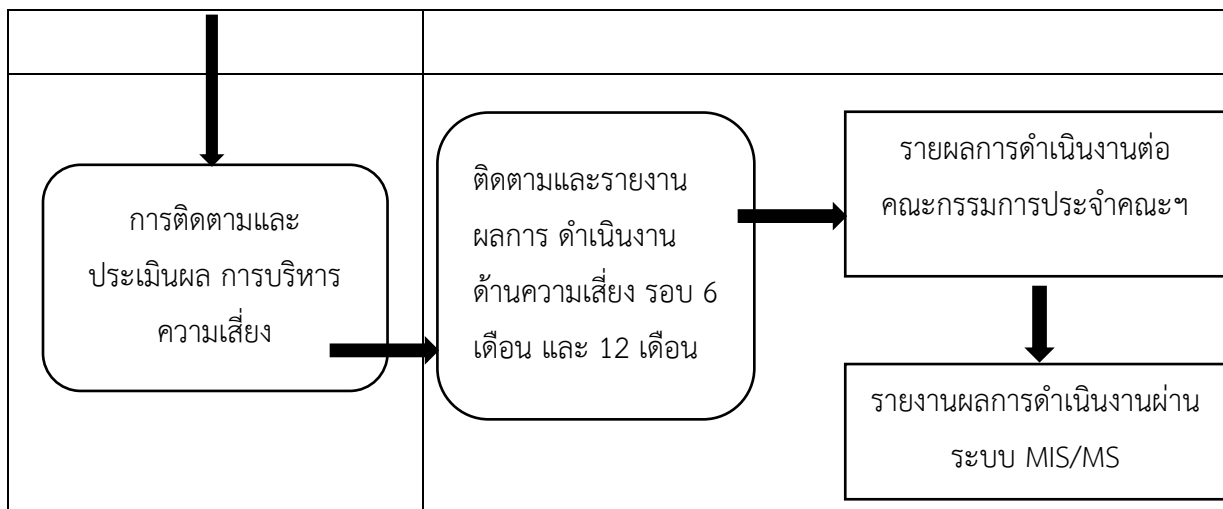 การติดตามและ
ประเมินผล การบริหาร
ความเสี่ยง
ติดตามและรายงาน
ผลการ ดำเนินงาน
ด้านความเสี่ยง รอบ 6
เดือน และ 12 เดือน
รายผลการดำเนินงานต่อ
คณะกรรมการประจำคณะฯ
รายงานผลการดำเนินงานผ่าน
ระบบ MIS/MS